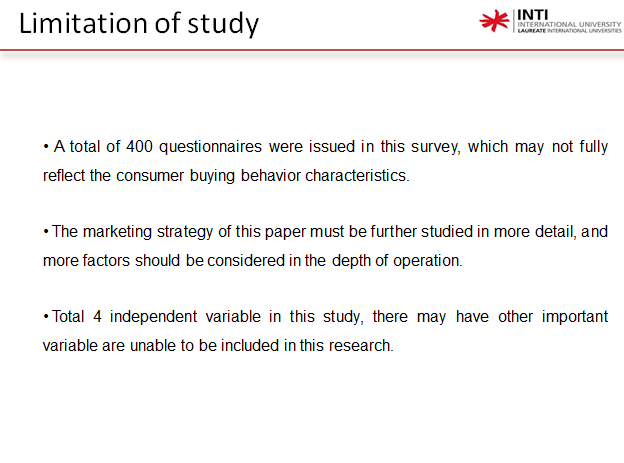 Limitation of study
INTI
INTERNATIONAL UNIVERSITY
LAUREATE INTERNATIONAL UNIVERSITIES
• A total of 400 questionnaires were issued in this survey, which may not fully
reflect the consumer buying behavior characteristics.
• The marketing strategy of this paper must be further studied in more detail, and
more factors should be considered in the depth of operation.
• Total 4 independent variable in this study, there may have other important
variable are unable to be included in this research.